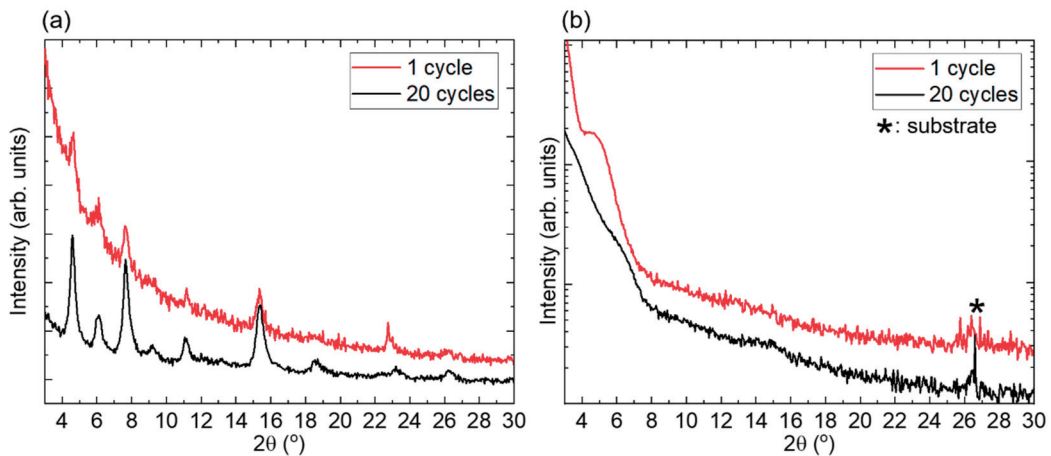 (a)
1 cycle
20 cycles
Intensity (arb. units)
4 6 8 10 12 14 16 18 20 22 24 26 28 30
2θ (º)
(b)
1 cycle
20 cycles
*: substrate
*
Intensity (arb. units)
4 6 8 10 12 14 16 18 20 22 24 26 28 30
2θ (º)